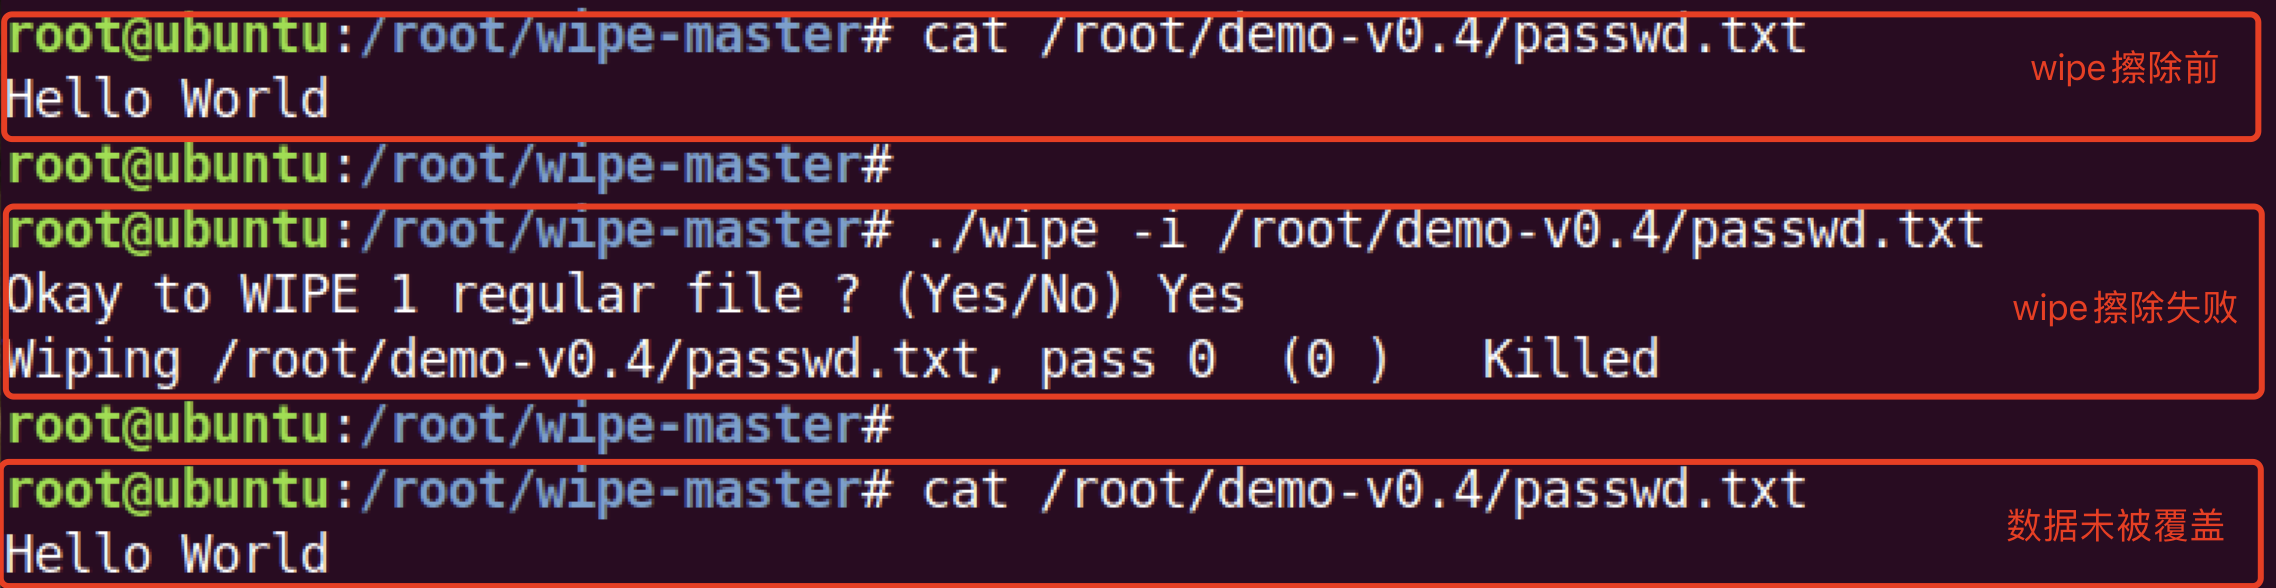 root@ubuntu:/root/wipe-master# cat /root/demo-v0.4/passwd.txt
wipe擦除前
Hello World
root@ubuntu:/root/wipe-master#
root@ubuntu:/root/wipe-master# ./wipe -i /root/demo-v0.4/passwd.txt
Okay to WIPE 1 regular file ? (Yes/No) Yes
wipe擦除失败
Wiping /root/demo-v0.4/passwd.txt, pass 0  (0 )   Killed
root@ubuntu:/root/wipe-master#
root@ubuntu:/root/wipe-master# cat /root/demo-v0.4/passwd.txt
数据未被覆盖
Hello World